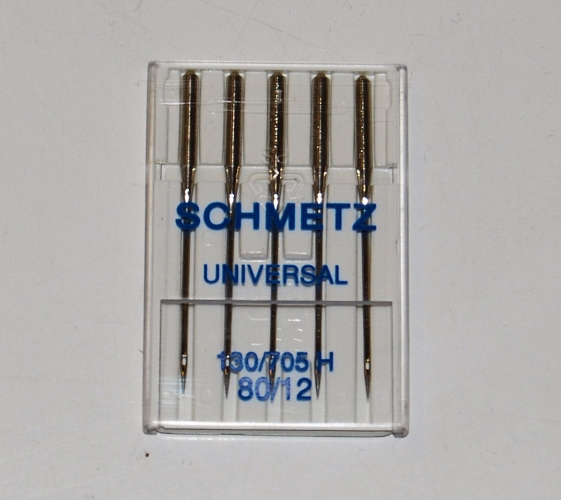 SCHMETZ
UNIVERSAL
130/705 H
80/12